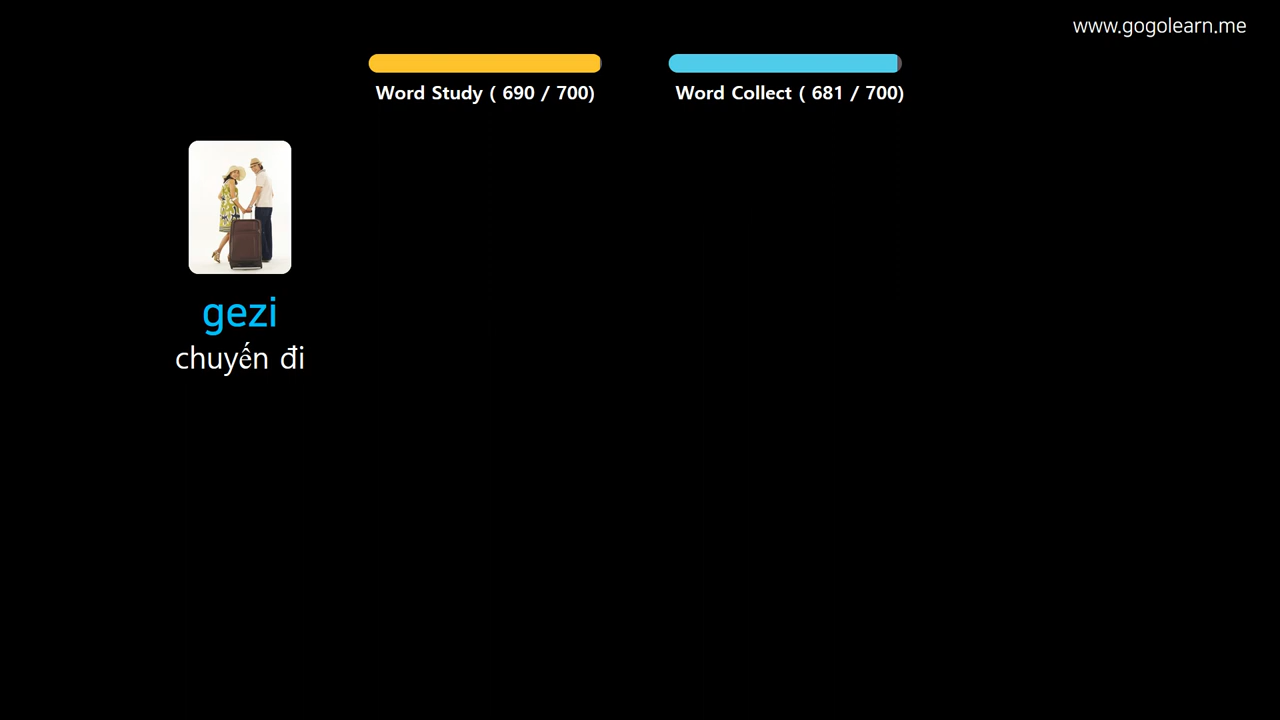 www.gogolearn.me
Word Study ( 690 / 700)
Word Collect ( 681 / 700)
gezi
chuyến đi